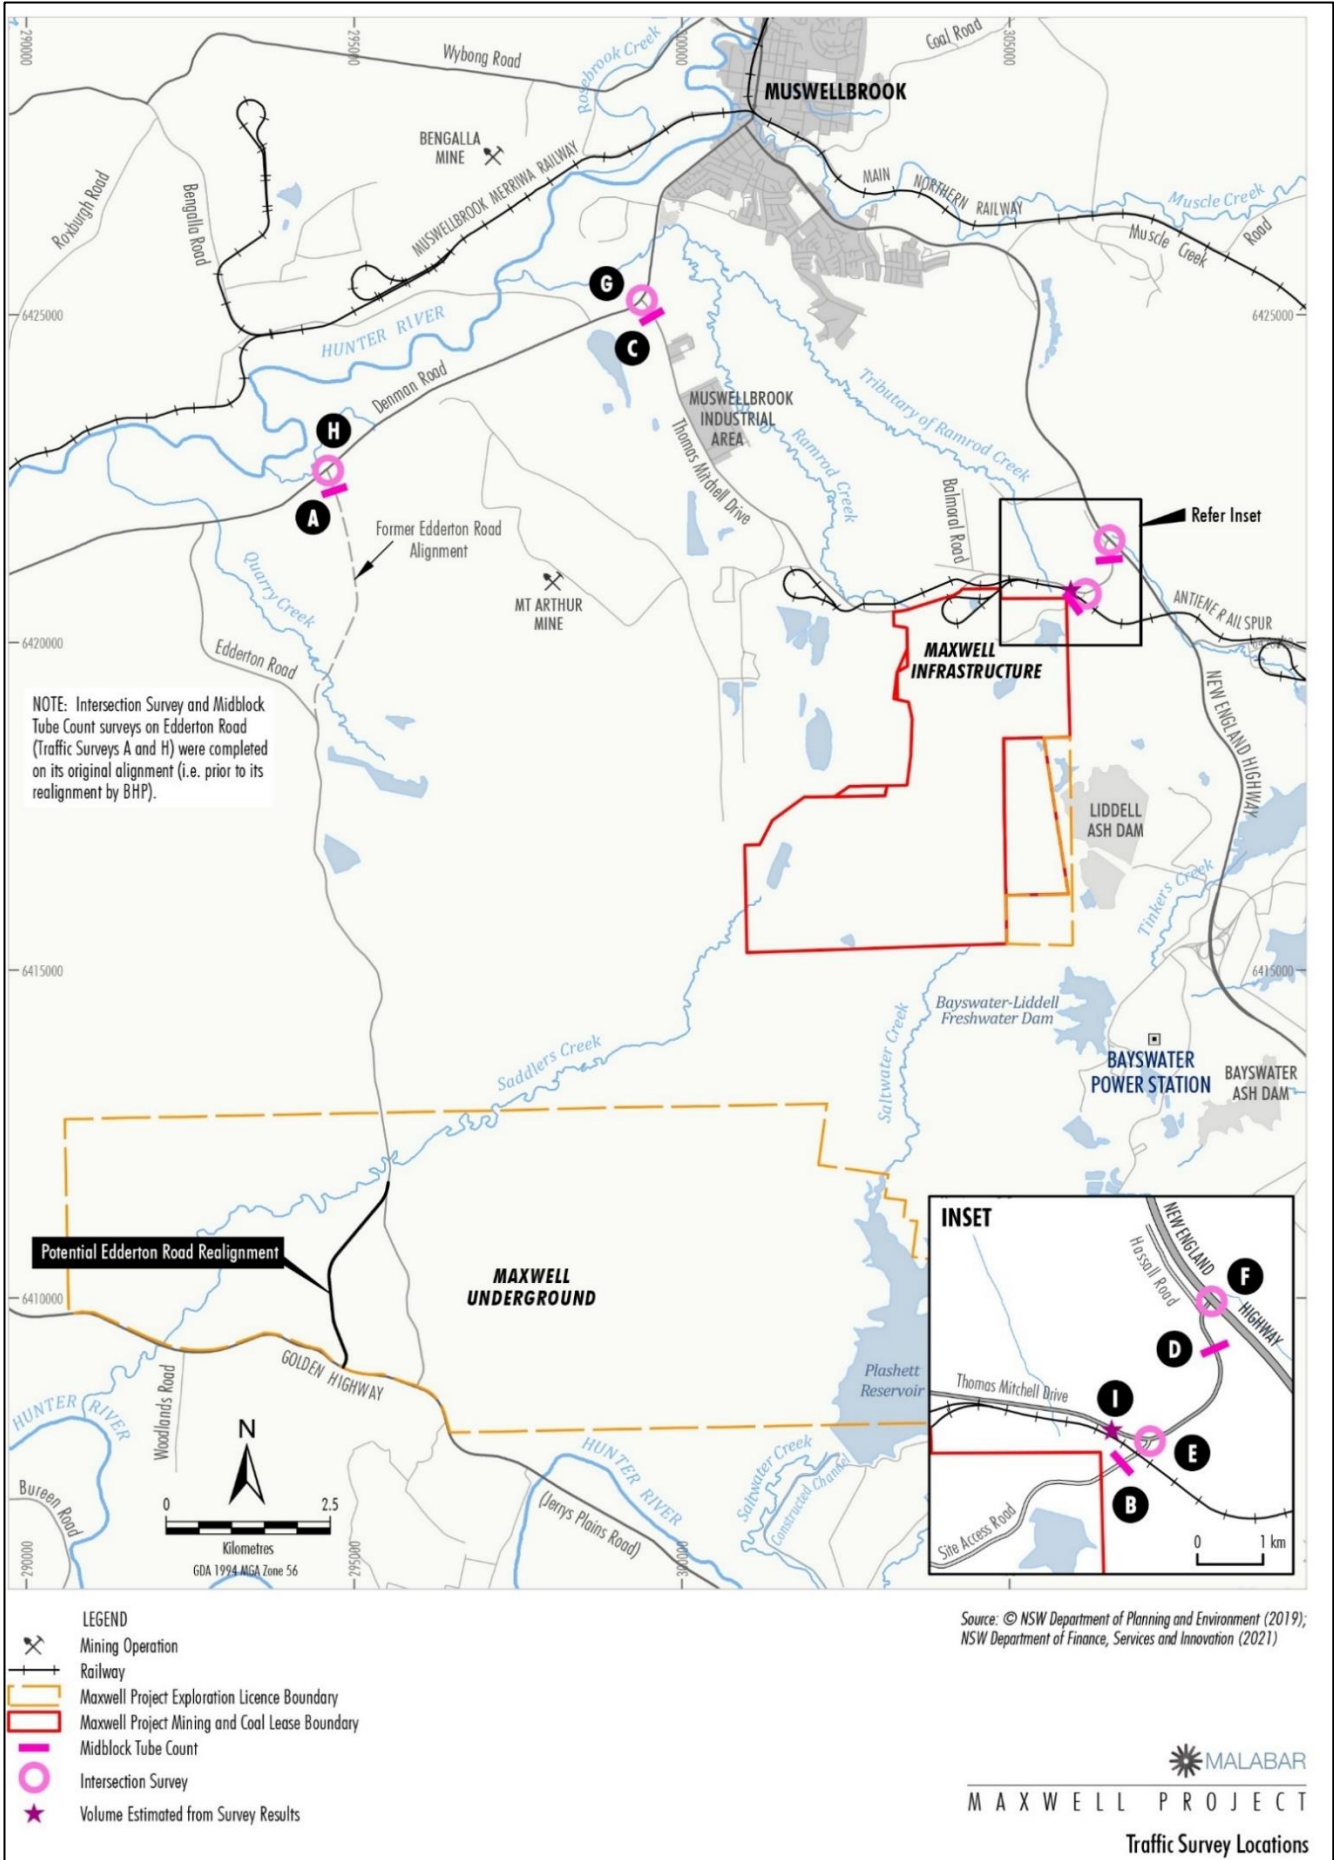 290000
295000
300000
305000
Wybong Road
Rosebrook Creek
Coal Road
MUSWELLBROOK
BENGALLA
MINE
Roxburgh Road
Bengalla Road
MUSWELLBROOK MERRIWA RAILWAY
MAIN NORTHERN RAILWAY
Muscle Creek
Muscle Creek Road
G
6425000
6425000
HUNTER RIVER
C
Denman Road
Tributary of Ramrod Creek
MUSWELLBROOK
INDUSTRIAL
AREA
H
Thomas Mitchell Drive
Ramrod Creek
Balmoral Road
A
Refer Inset
Former Edderton Road
Alignment
Quarry Creek
MT ARTHUR
MINE
ANTIENE RAIL SPUR
6420000
Edderton Road
MAXWELL
INFRASTRUCTURE
NEW ENGLAND HIGHWAY
NOTE: Intersection Survey and Midblock
Tube Count surveys on Edderton Road
(Traffic Surveys A and H) were completed
on its original alignment (i.e. prior to its
realignment by BHP).
LIDDELL
ASH DAM
Tinkers Creek
6415000
6415000
Bayswater-Liddell
Freshwater Dam
Saddlers Creek
Saltwater Creek
BAYSWATER
POWER STATION
BAYSWATER
ASH DAM
Potential Edderton Road Realignment
MAXWELL
UNDERGROUND
6410000
GOLDEN HIGHWAY
Woodlands Road
Plashett
Reservoir
HUNTER RIVER
HUNTER RIVER
Saltwater Creek
Constructed Channel
(Jerrys Plains Road)
Bureen Road
N
0 2.5
Kilometres
GDA 1994 MGA Zone 56
290000
295000
300000
INSET
NEW ENGLAND HIGHWAY
Hassall Road
F
D
Thomas Mitchell Drive
I
E
B
Site Access Road
0 1 km
LEGEND
Mining Operation
Railway
Maxwell Project Exploration Licence Boundary
Maxwell Project Mining and Coal Lease Boundary
Midblock Tube Count
Intersection Survey
Volume Estimated from Survey Results
Source: © NSW Department of Planning and Environment (2019);
NSW Department of Finance, Services and Innovation (2021)
MALABAR
MAXWELL PROJECT
Traffic Survey Locations